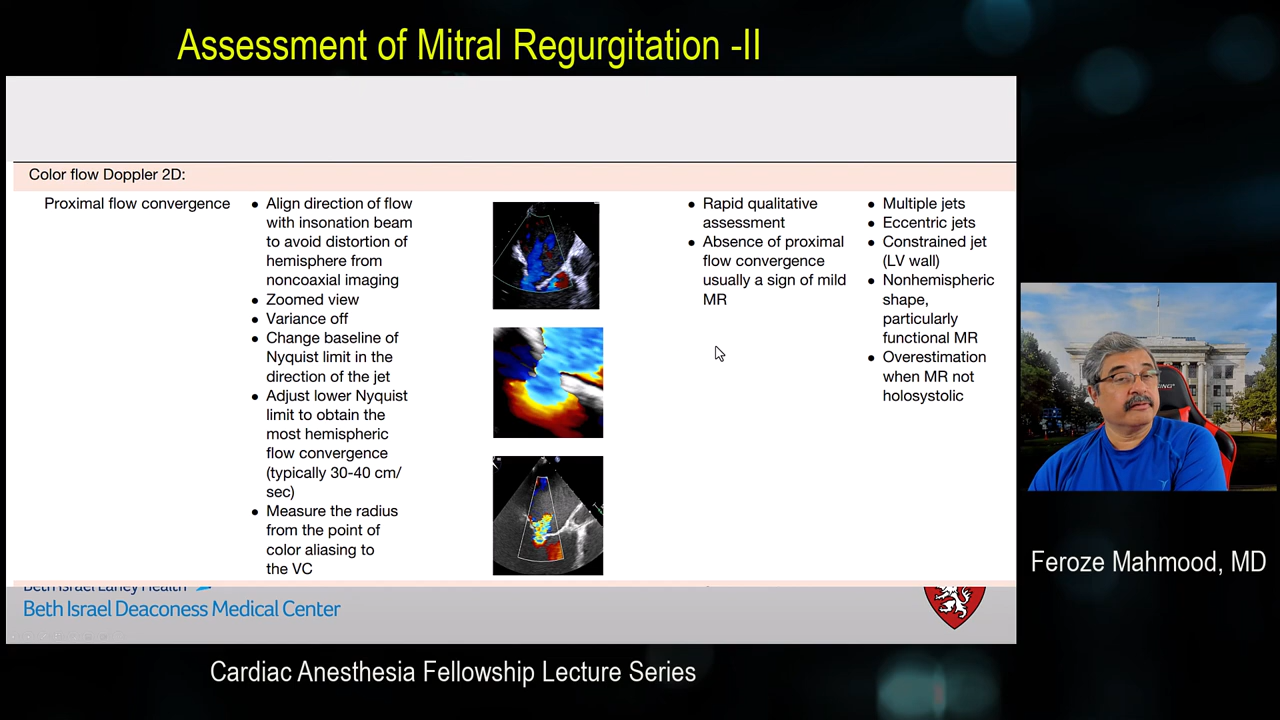 Assessment of Mitral Regurgitation -II
Color flow Doppler 2D:
Proximal flow convergence
• Align direction of flow
with insonation beam
to avoid distortion of
hemisphere from
noncoaxial imaging
• Zoomed view
• Variance off
• Change baseline of
Nyquist limit in the
direction of the jet
• Adjust lower Nyquist
limit to obtain the
most hemispheric
flow convergence
(typically 30-40 cm/
sec)
• Measure the radius
from the point of
color aliasing to
the VC
• Rapid qualitative
assessment
• Absence of proximal
flow convergence
usually a sign of mild
MR
• Multiple jets
• Eccentric jets
• Constrained jet
(LV wall)
• Nonhemispheric
shape,
particularly
functional MR
• Overestimation
when MR not
holosystolic
Beth Israel Lahey Health
Beth Israel Deaconess Medical Center
Feroze Mahmood, MD
Cardiac Anesthesia Fellowship Lecture Series